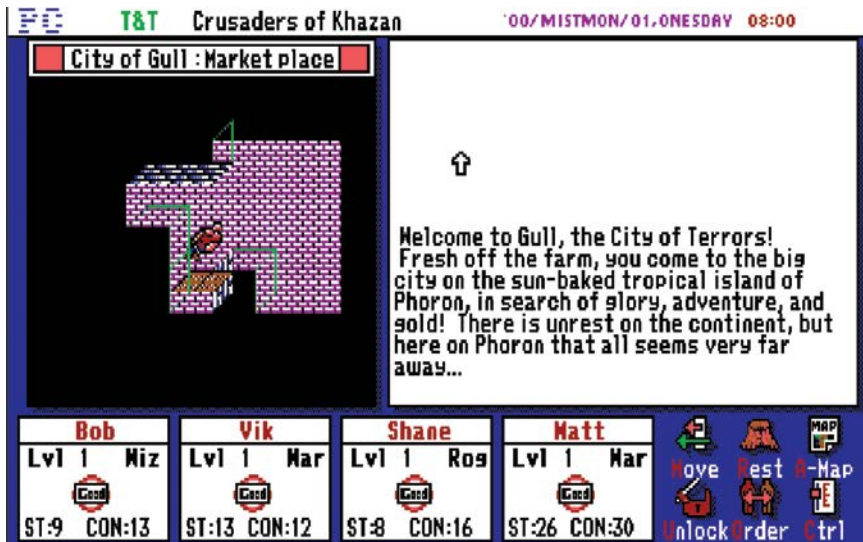 PC T&T Crusaders of Khazan '00/MISTMON/01,ONESDAY 08:00
City of Gull : Market place
Welcome to Gull, the City of Terrors!
Fresh off the farm, you come to the big
city on the sun-baked tropical island of
Phoron, in search of glory, adventure, and
gold! There is unrest on the continent, but
here on Phoron that all seems very far
away...
Bob Vik Shane Matt
Lvl 1 Wiz Lvl 1 War Lvl 1 Rog Lvl 1 War
Good Good Good Good
ST:9 CON:13 ST:13 CON:12 ST:8 CON:16 ST:26 CON:30
MAP
Move Rest A-Map
Unlock Order Ctrl